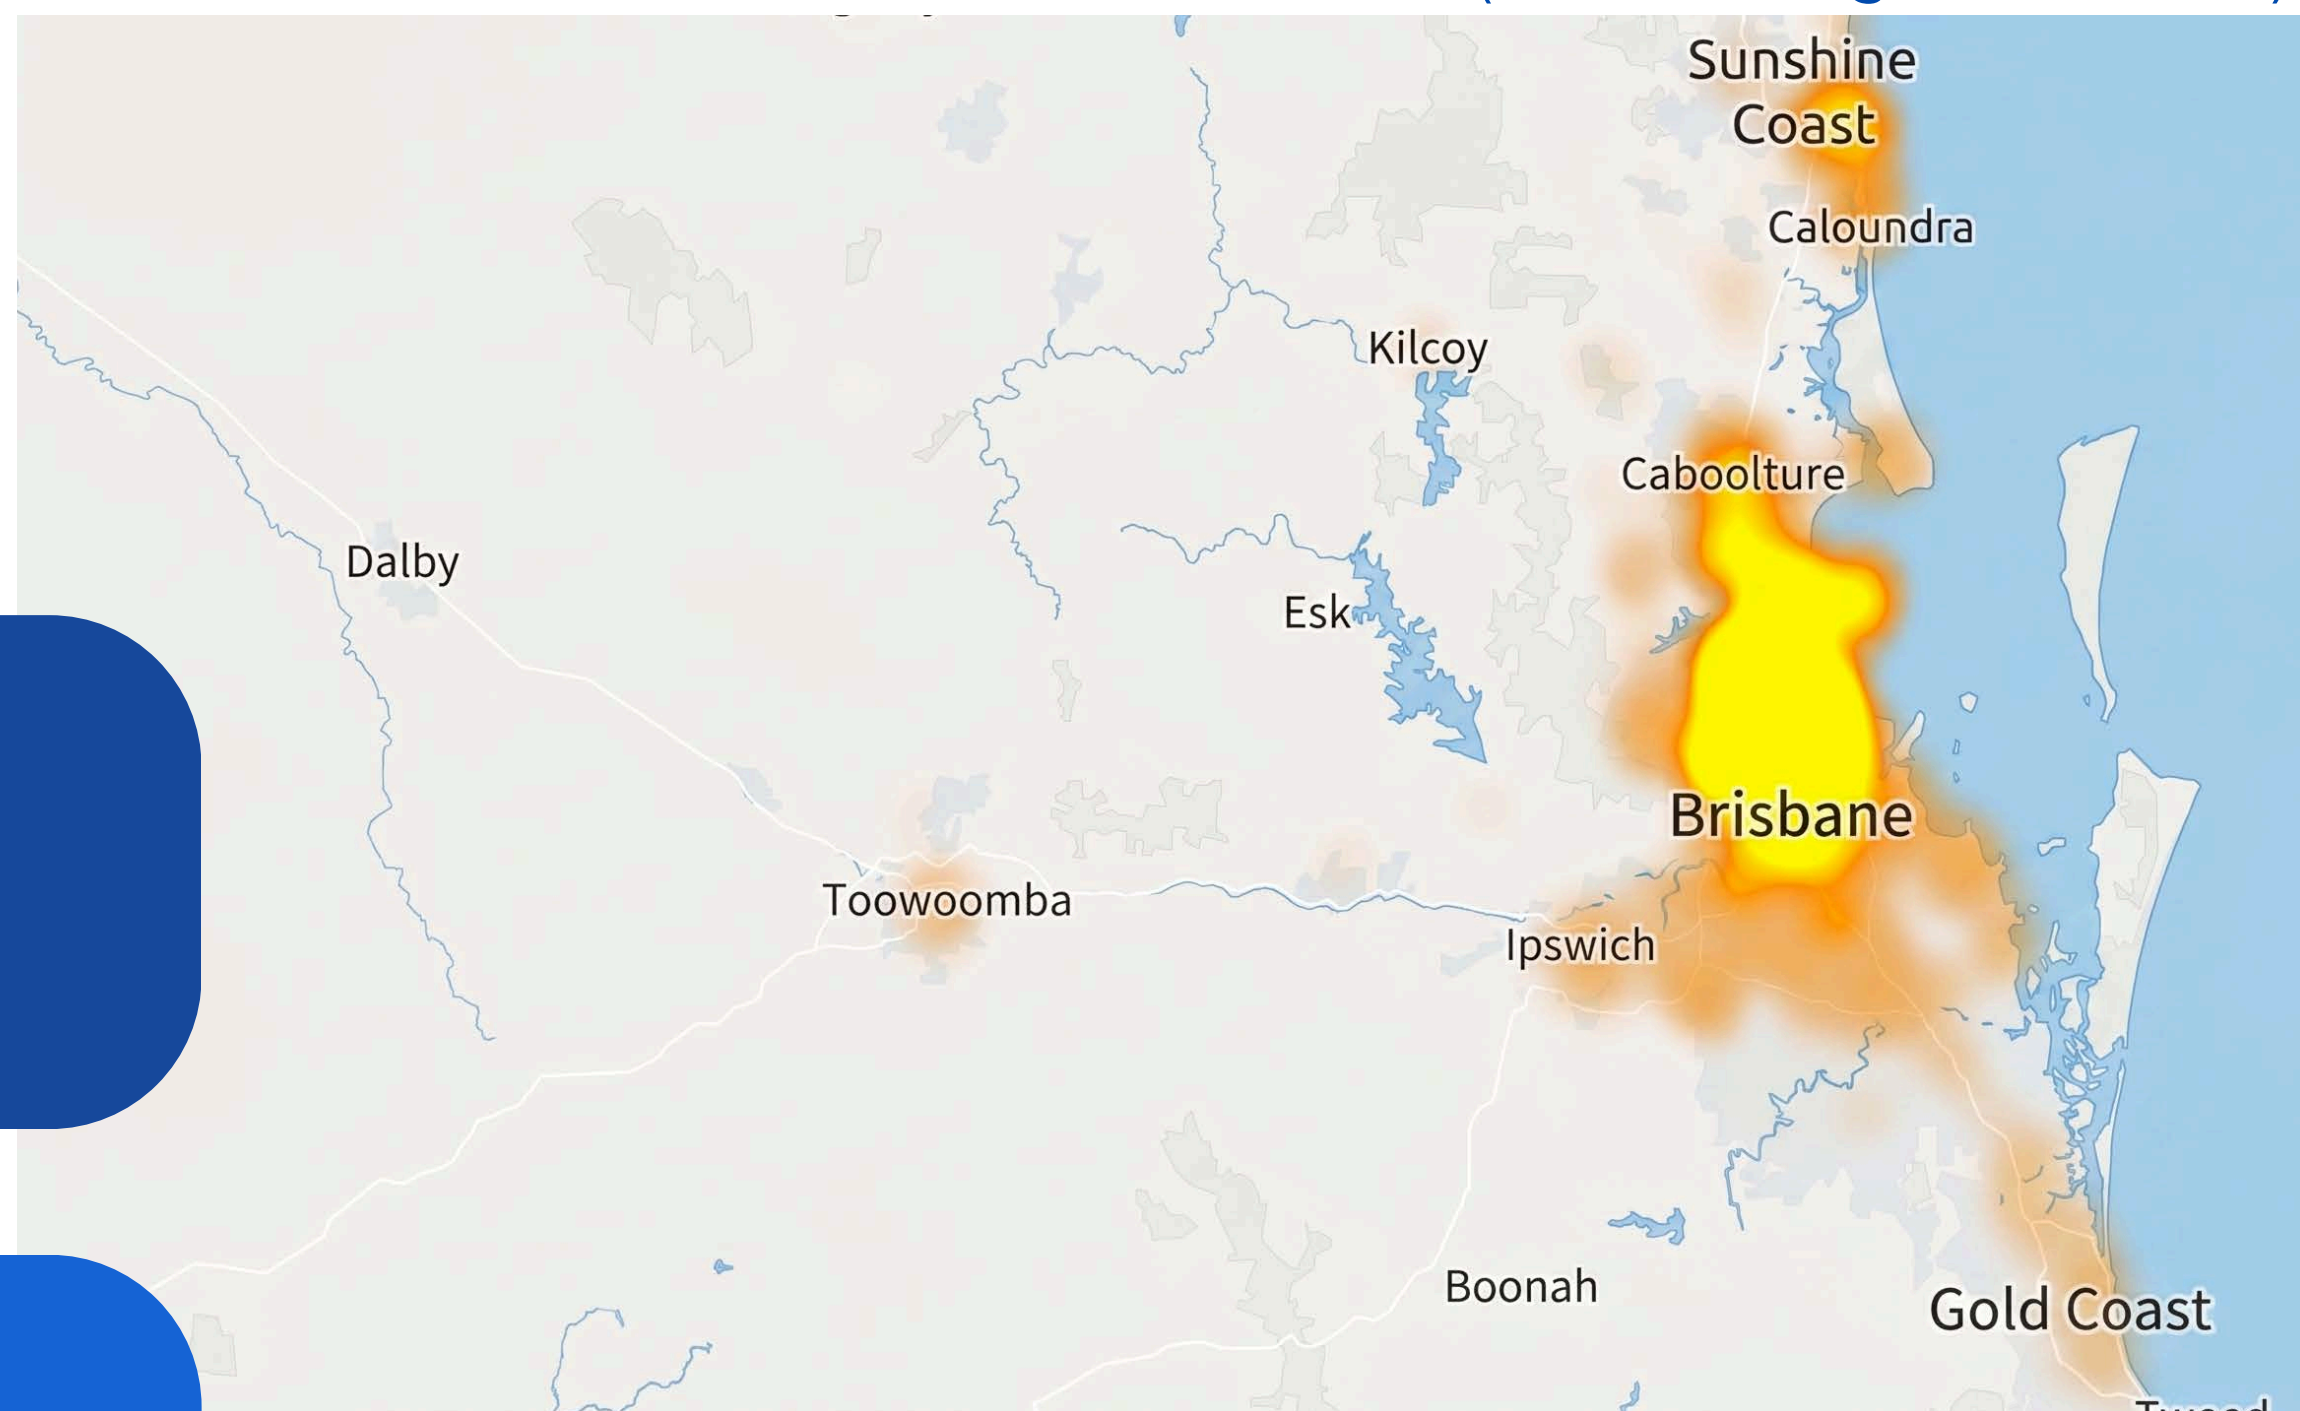 Sunshine
Coast
Caloundra
Kilcoy
Caboolture
Dalby
Esk
Brisbane
Toowoomba
Ipswich
Boonah
Gold Coast